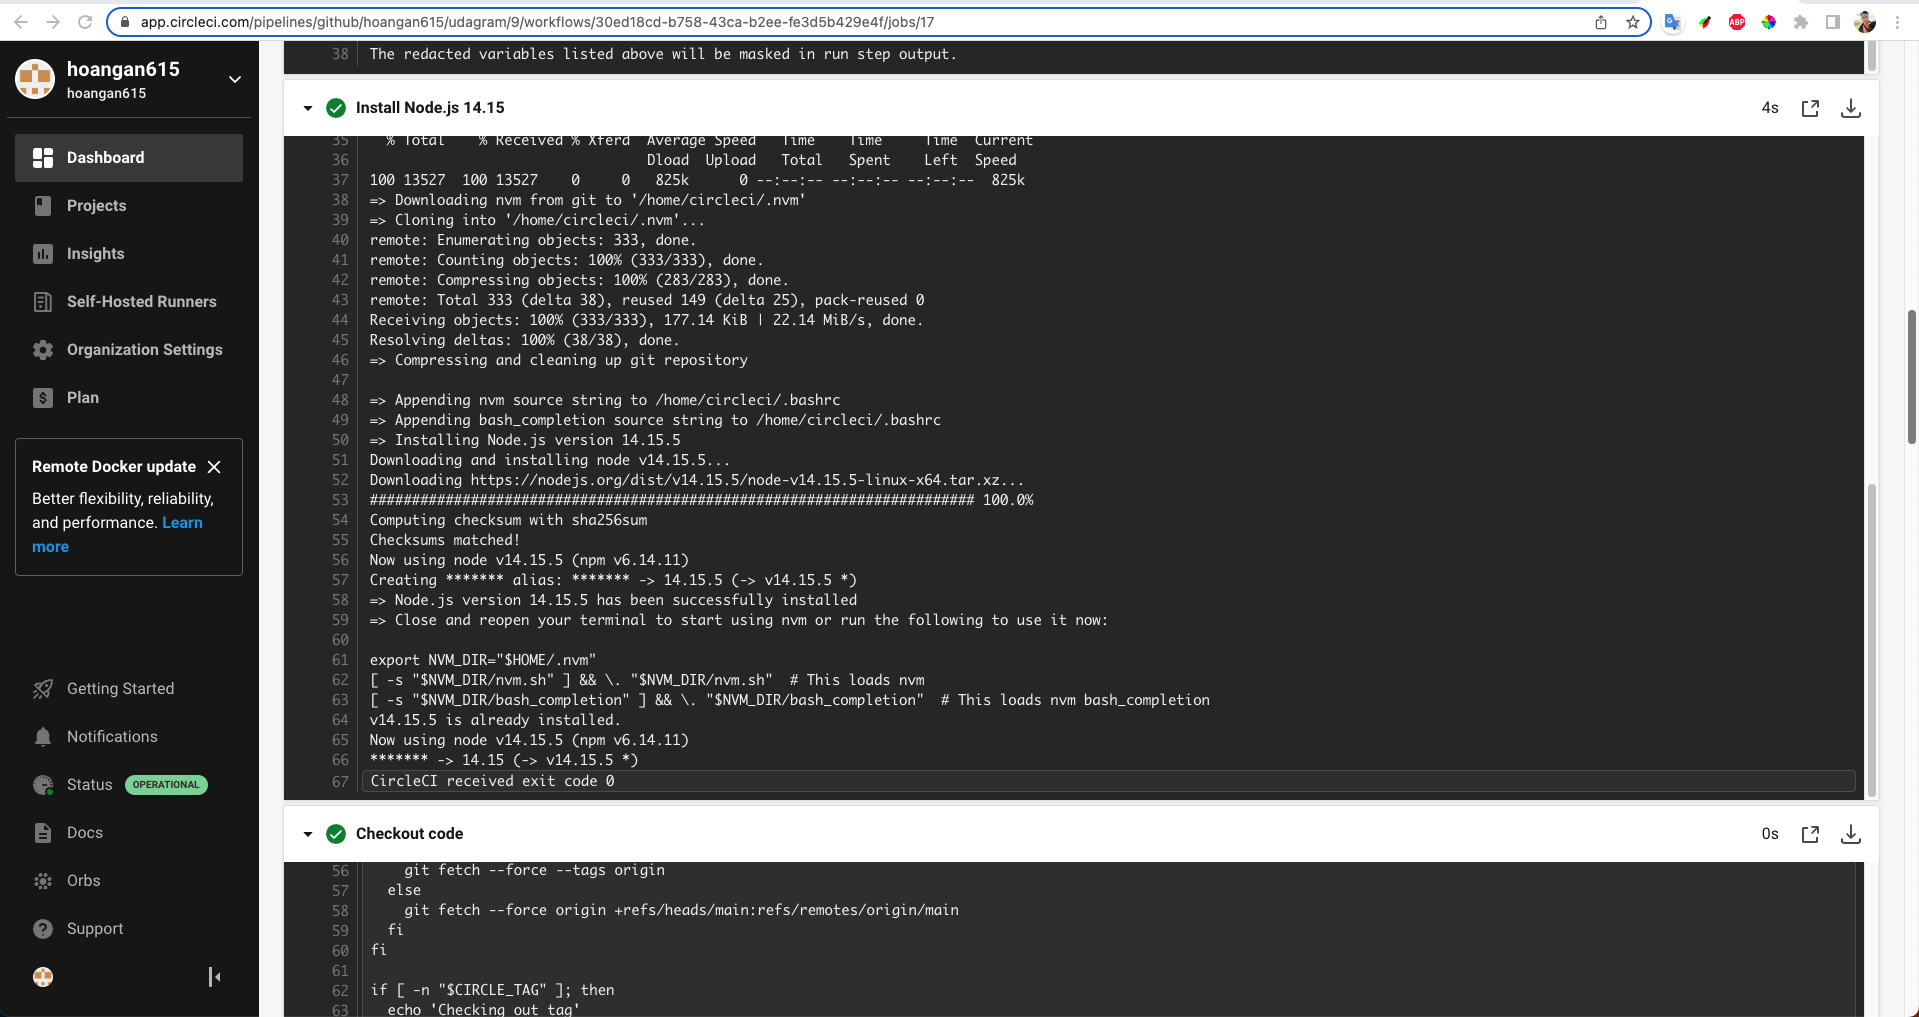 app.circleci.com/pipelines/github/hoangan615/udagram/9/workflows/30ed18cd-b758-43ca-b2ee-fe3d5b429e4f/jobs/17
ABP
hoangan615
hoangan615
Dashboard
Projects
Insights
Self-Hosted Runners
Organization Settings
Plan
Remote Docker update
Better flexibility, reliability,
and performance. Learn
more
Getting Started
Notifications
Status OPERATIONAL
Docs
Orbs
Support
38 The redacted variables listed above will be masked in run step output.
Install Node.js 14.15 4s
35 % Total % Received % Xferd Average Speed Time Time Time Current
36 Dload Upload Total Spent Left Speed
37 100 13527 100 13527 0 0 825k 0 --:--:-- --:--:-- --:--:-- 825k
38 => Downloading nvm from git to '/home/circleci/.nvm'
39 => Cloning into '/home/circleci/.nvm'...
40 remote: Enumerating objects: 333, done.
41 remote: Counting objects: 100% (333/333), done.
42 remote: Compressing objects: 100% (283/283), done.
43 remote: Total 333 (delta 38), reused 149 (delta 25), pack-reused 0
44 Receiving objects: 100% (333/333), 177.14 KiB | 22.14 MiB/s, done.
45 Resolving deltas: 100% (38/38), done.
46 => Compressing and cleaning up git repository
47
48 => Appending nvm source string to /home/circleci/.bashrc
49 => Appending bash_completion source string to /home/circleci/.bashrc
50 => Installing Node.js version 14.15.5
51 Downloading and installing node v14.15.5...
52 Downloading https://nodejs.org/dist/v14.15.5/node-v14.15.5-linux-x64.tar.xz...
53 ######################################################################## 100.0%
54 Computing checksum with sha256sum
55 Checksums matched!
56 Now using node v14.15.5 (npm v6.14.11)
57 Creating ******* alias: ******* -> 14.15.5 (-> v14.15.5 *)
58 => Node.js version 14.15.5 has been successfully installed
59 => Close and reopen your terminal to start using nvm or run the following to use it now:
60
61 export NVM_DIR="$HOME/.nvm"
62 [ -s "$NVM_DIR/nvm.sh" ] && \. "$NVM_DIR/nvm.sh" # This loads nvm
63 [ -s "$NVM_DIR/bash_completion" ] && \. "$NVM_DIR/bash_completion" # This loads nvm bash_completion
64 v14.15.5 is already installed.
65 Now using node v14.15.5 (npm v6.14.11)
66 ******* -> 14.15 (-> v14.15.5 *)
67 CircleCI received exit code 0
Checkout code 0s
56 git fetch --force --tags origin
57 else
58 git fetch --force origin +refs/heads/main:refs/remotes/origin/main
59 fi
60 fi
61
62 if [ -n "$CIRCLE_TAG" ]; then
63 echo 'Checking out tag'